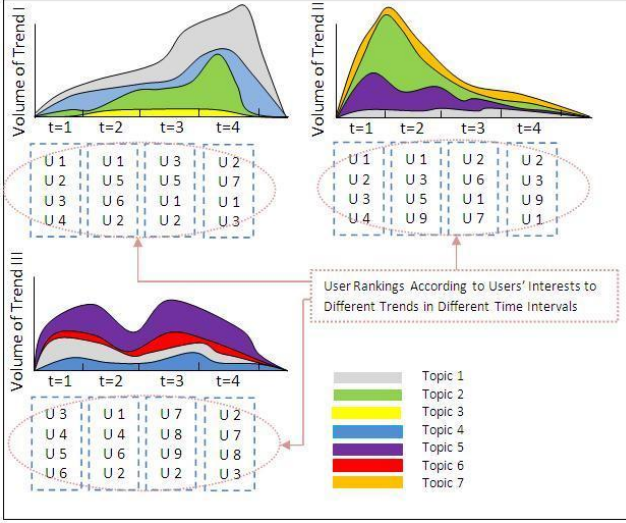 Volume of Trend I
t=1 t=2 t=3 t=4
U 1 U 1 U 3 U 2
U 2 U 5 U 5 U 7
U 3 U 6 U 1 U 1
U 4 U 2 U 2 U 3
Volume of Trend II
t=1 t=2 t=3 t=4
U 1 U 1 U 2 U 2
U 2 U 3 U 6 U 3
U 3 U 5 U 1 U 9
U 4 U 9 U 7 U 1
User Rankings According to Users' Interests to
Different Trends in Different Time Intervals
Volume of Trend III
t=1 t=2 t=3 t=4
U 3 U 1 U 7 U 2
U 4 U 4 U 8 U 7
U 5 U 6 U 9 U 8
U 6 U 2 U 2 U 3
Topic 1
Topic 2
Topic 3
Topic 4
Topic 5
Topic 6
Topic 7